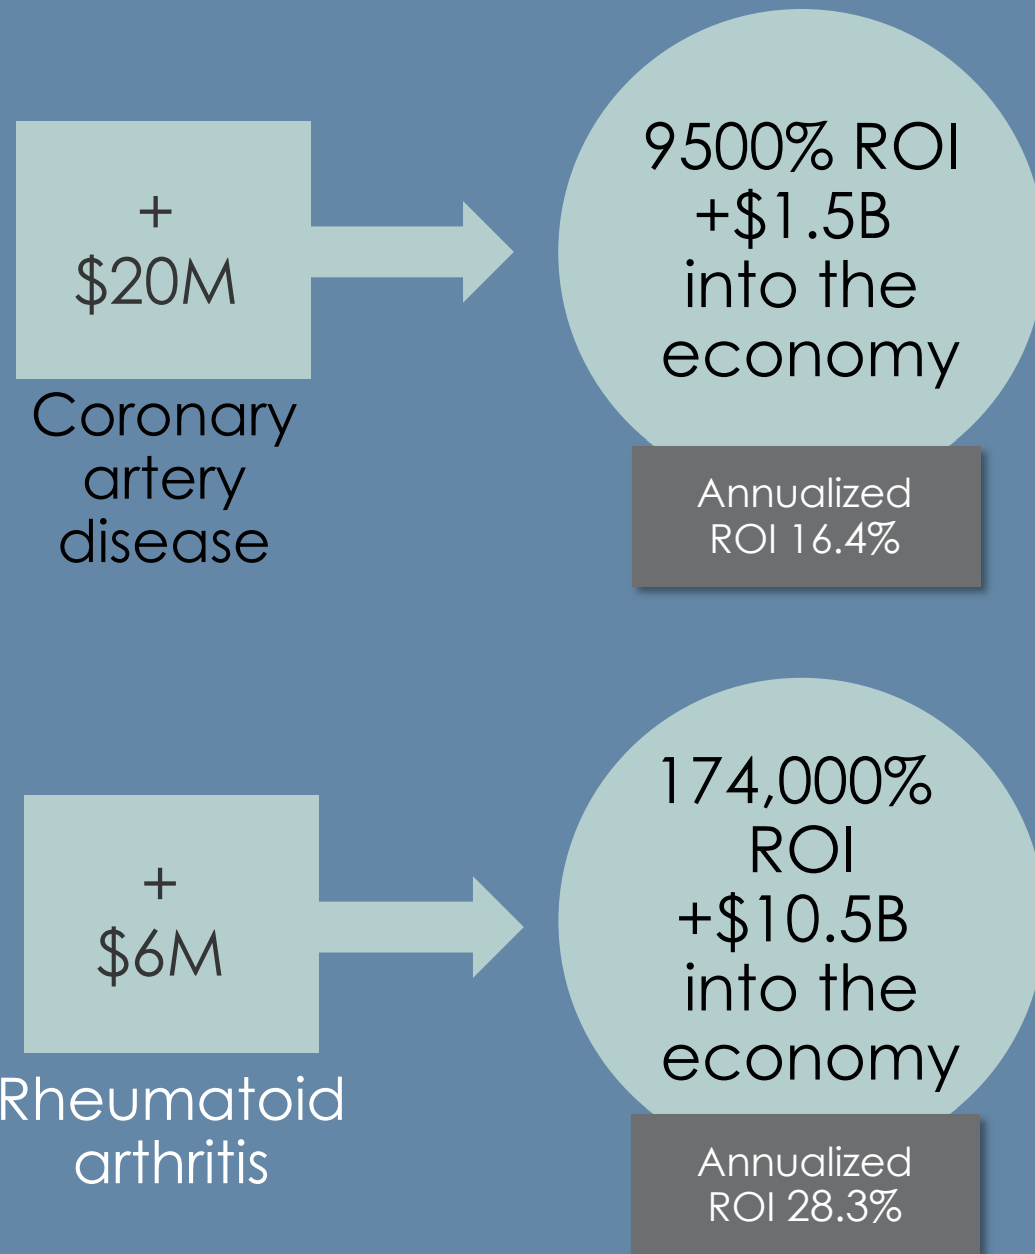 +
$20M
Coronary
artery
disease
9500% ROI
+$1.5B
into the
economy
Annualized
ROI 16.4%
+
$6M
Rheumatoid
arthritis
174,000%
ROI
+$10.5B
into the
economy
Annualized
ROI 28.3%